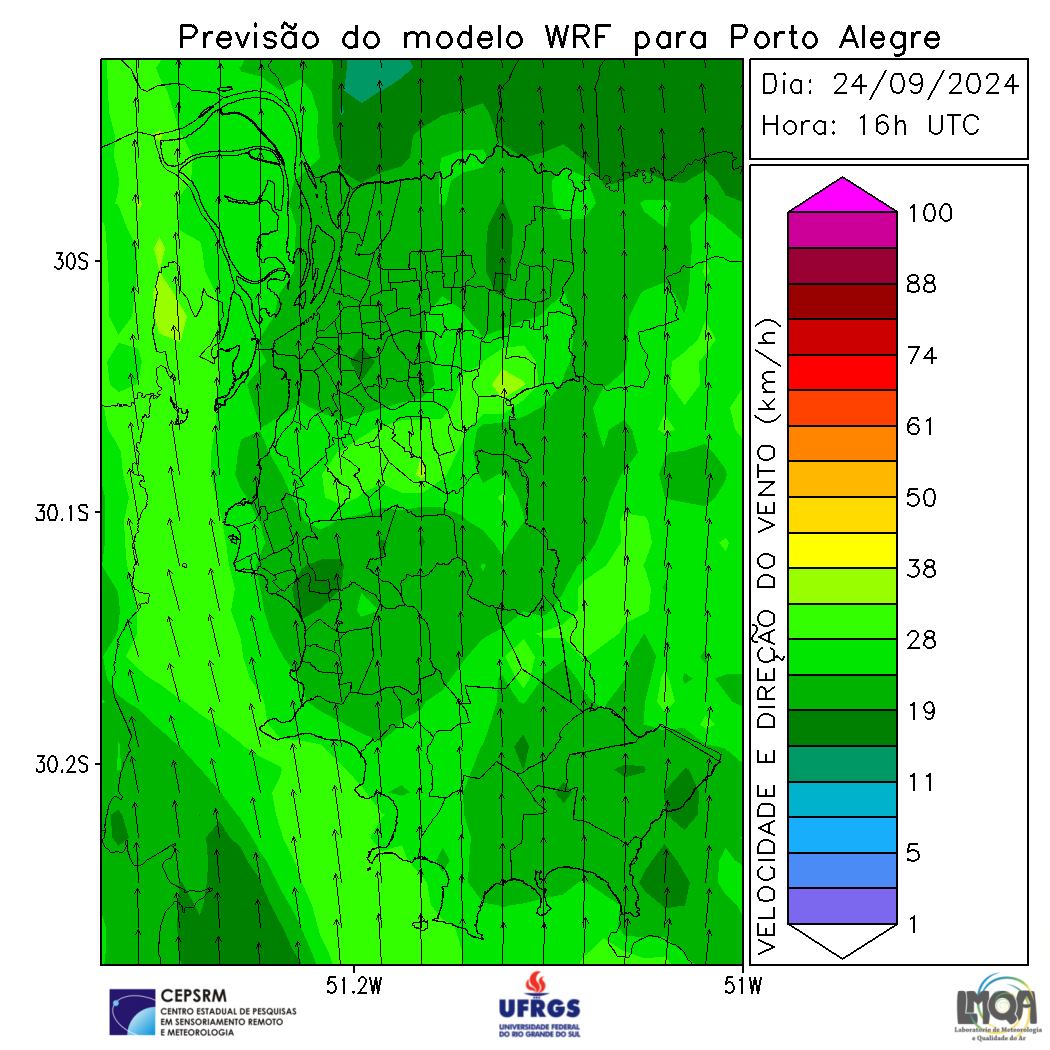 Previsão do modelo WRF para Porto Alegre
Dia: 24/09/2024
Hora: 16h UTC
30S
30.1S
30.2S
51.2W
51W
VELOCIDADE E DIREÇÃO DO VENTO (km/h)
100
88
74
61
50
38
28
19
11
5
1
CEPSRM
CENTRO ESTADUAL DE PESQUISAS
EM SENSORIAMENTO REMOTO
E METEOROLOGIA
UFRGS
UNIVERSIDADE FEDERAL
DO RIO GRANDE DO SUL
LMQA
Laboratório de Meteorologia
e Qualidade do Ar